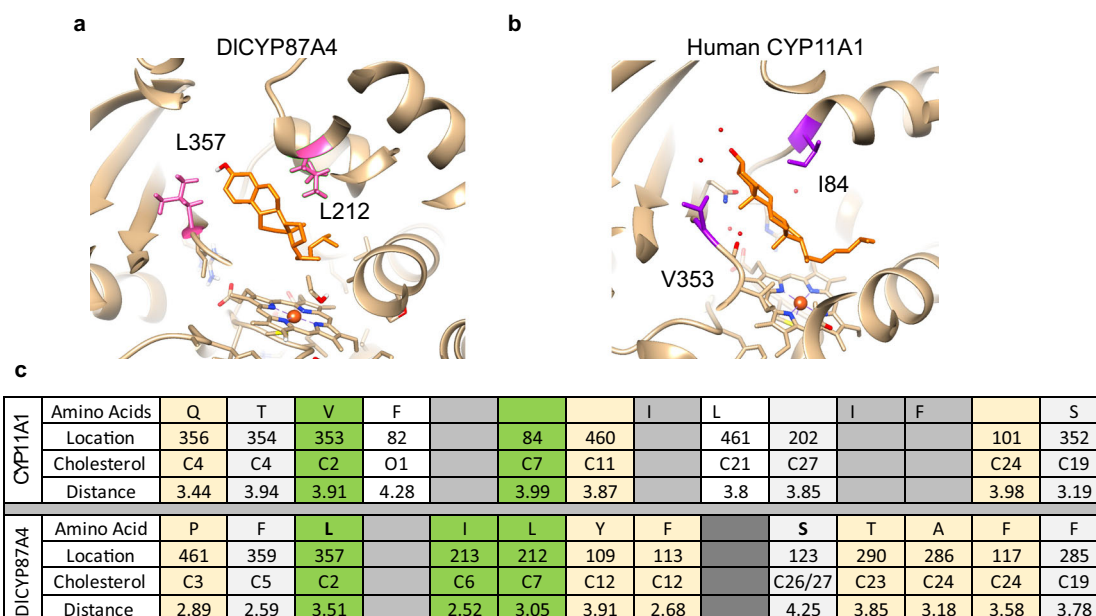 a
b
DlCYP87A4
Human CYP11A1
L357
L212
I84
V353
c
CYP11A1
Amino Acids Q T V F I L I F S
Location 356 354 353 82 84 460 461 202 101 352
Cholesterol C4 C4 C2 O1 C7 C11 C21 C27 C24 C19
Distance 3.44 3.94 3.91 4.28 3.99 3.87 3.8 3.85 3.98 3.19
DlCYP87A4
Amino Acid P F L I L Y F S T A F F
Location 461 359 357 213 212 109 113 123 290 286 117 285
Cholesterol C3 C5 C2 C6 C7 C12 C12 C26/27 C23 C24 C24 C19
Distance 2.89 2.59 3.51 2.52 3.05 3.91 2.68 4.25 3.85 3.18 3.58 3.78